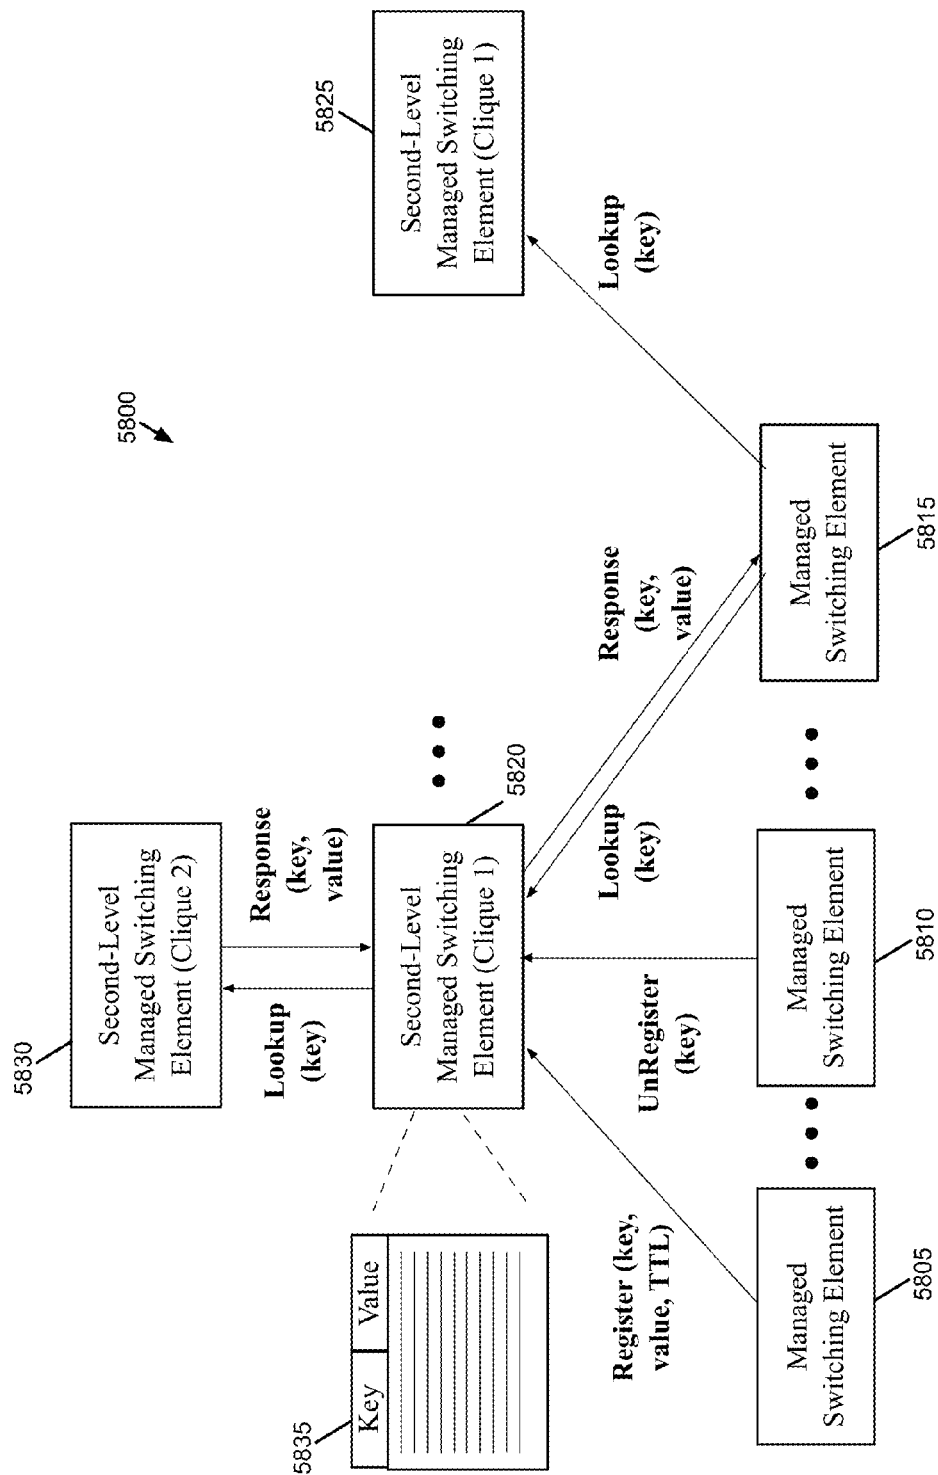 5800
5830
Second-Level
Managed Switching
Element (Clique 2)
Lookup
(key)
Response
(key,
value)
5835
Key
Value
Second-Level
Managed Switching
Element (Clique 1)
5820
Second-Level
Managed Switching
Element (Clique 1)
5825
Register (key,
value, TTL)
UnRegister
(key)
Lookup
(key)
Response
(key,
value)
Lookup
(key)
Managed
Switching Element
5805
Managed
Switching Element
5810
Managed
Switching Element
5815